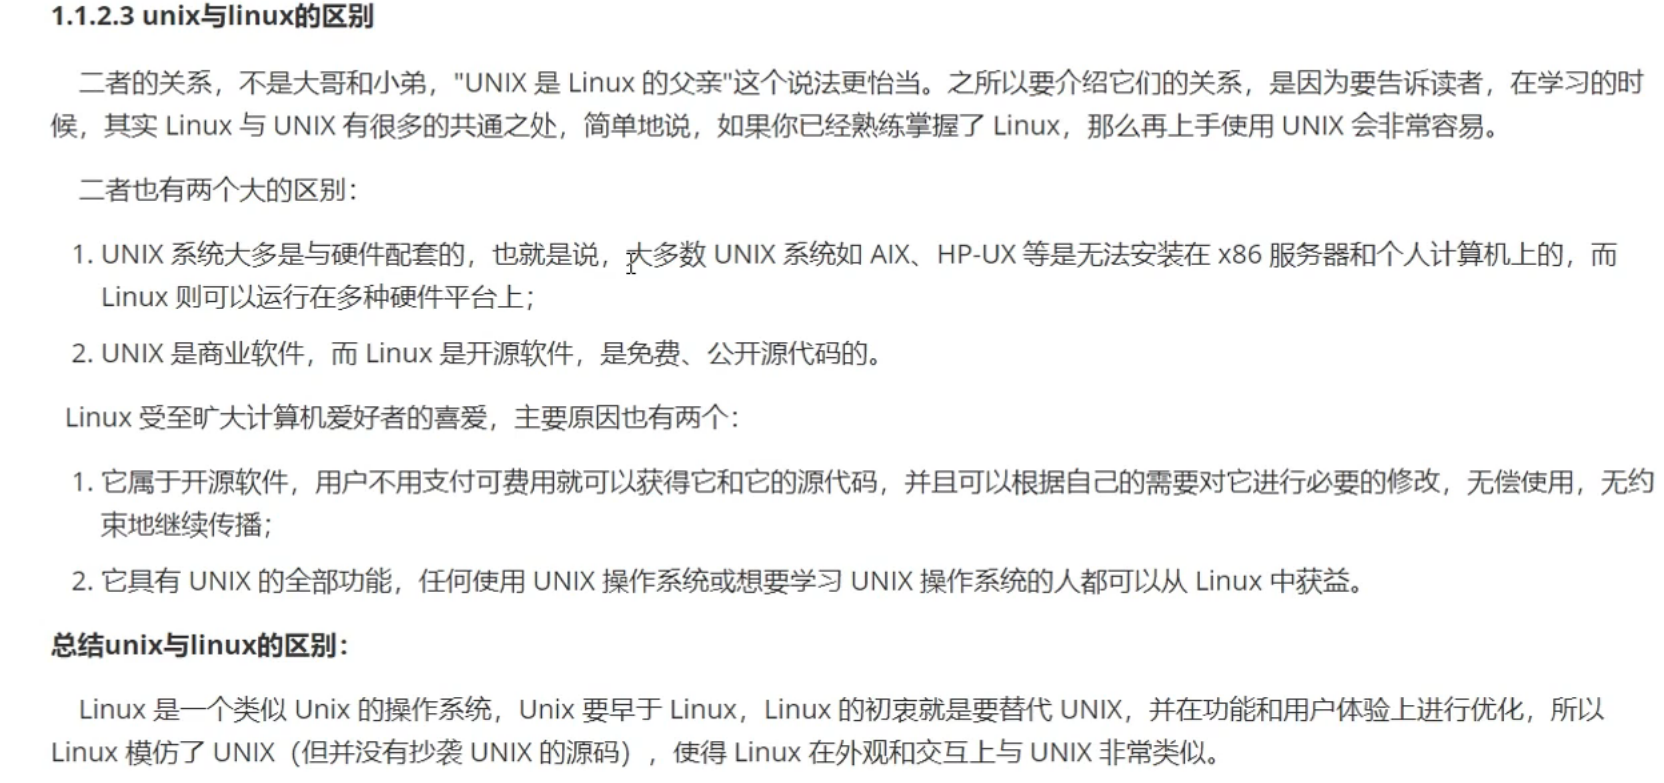 1.1.2.3 unix与linux的区别
二者的关系，不是大哥和小弟，"UNIX 是 Linux 的父亲"这个说法更怡当。之所以要介绍它们的关系，是因为要告诉读者，在学习的时
候，其实 Linux 与 UNIX 有很多的共通之处，简单地说，如果你已经熟练掌握了 Linux，那么再上手使用 UNIX 会非常容易。
二者也有两个大的区别：
1. UNIX 系统大多是与硬件配套的，也就是说，大多数 UNIX 系统如 AIX、HP-UX 等是无法安装在 x86 服务器和个人计算机上的，而
Linux 则可以运行在多种硬件平台上；
2. UNIX 是商业软件，而 Linux 是开源软件，是免费、公开源代码的。
Linux 受至旷大计算机爱好者的喜爱，主要原因也有两个：
1. 它属于开源软件，用户不用支付可费用就可以获得它和它的源代码，并且可以根据自己的需要对它进行必要的修改，无偿使用，无约
束地继续传播；
2. 它具有 UNIX 的全部功能，任何使用 UNIX 操作系统或想要学习 UNIX 操作系统的人都可以从 Linux 中获益。
总结unix与linux的区别：
Linux 是一个类似 Unix 的操作系统，Unix 要早于 Linux，Linux 的初衷就是要替代 UNIX，并在功能和用户体验上进行优化，所以
Linux 模仿了 UNIX（但并没有抄袭 UNIX 的源码），使得 Linux 在外观和交互上与 UNIX 非常类似。